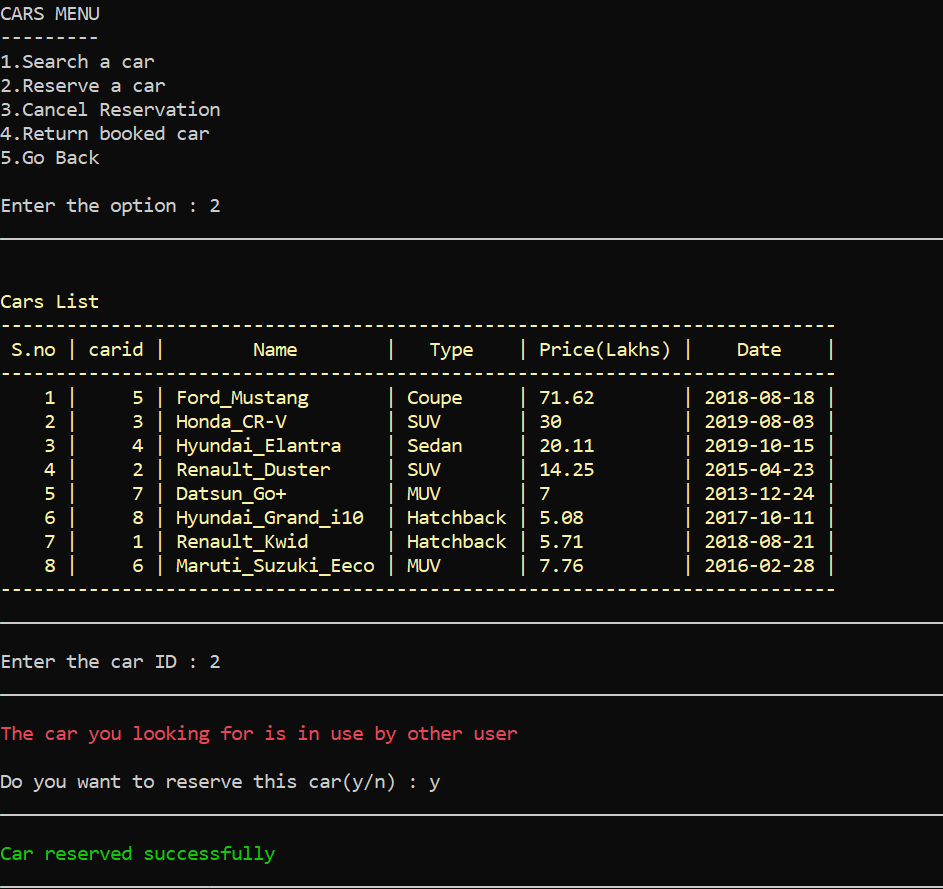 CARS MENU
---------
1.Search a car
2.Reserve a car
3.Cancel Reservation
4.Return booked car
5.Go Back
Enter the option : 2
Cars List
----------------------------------------------------------------------------
 S.no | carid |        Name        |   Type    | Price(Lakhs) |    Date    |
----------------------------------------------------------------------------
    1 |     5 | Ford_Mustang       | Coupe     | 71.62        | 2018-08-18 |
    2 |     3 | Honda_CR-V         | SUV       | 30           | 2019-08-03 |
    3 |     4 | Hyundai_Elantra    | Sedan     | 20.11        | 2019-10-15 |
    4 |     2 | Renault_Duster     | SUV       | 14.25        | 2015-04-23 |
    5 |     7 | Datsun_Go+         | MUV       | 7            | 2013-12-24 |
    6 |     8 | Hyundai_Grand_i10  | Hatchback | 5.08         | 2017-10-11 |
    7 |     1 | Renault_Kwid       | Hatchback | 5.71         | 2018-08-21 |
    8 |     6 | Maruti_Suzuki_Eeco | MUV       | 7.76         | 2016-02-28 |
----------------------------------------------------------------------------
Enter the car ID : 2
The car you looking for is in use by other user
Do you want to reserve this car(y/n) : y
Car reserved successfully